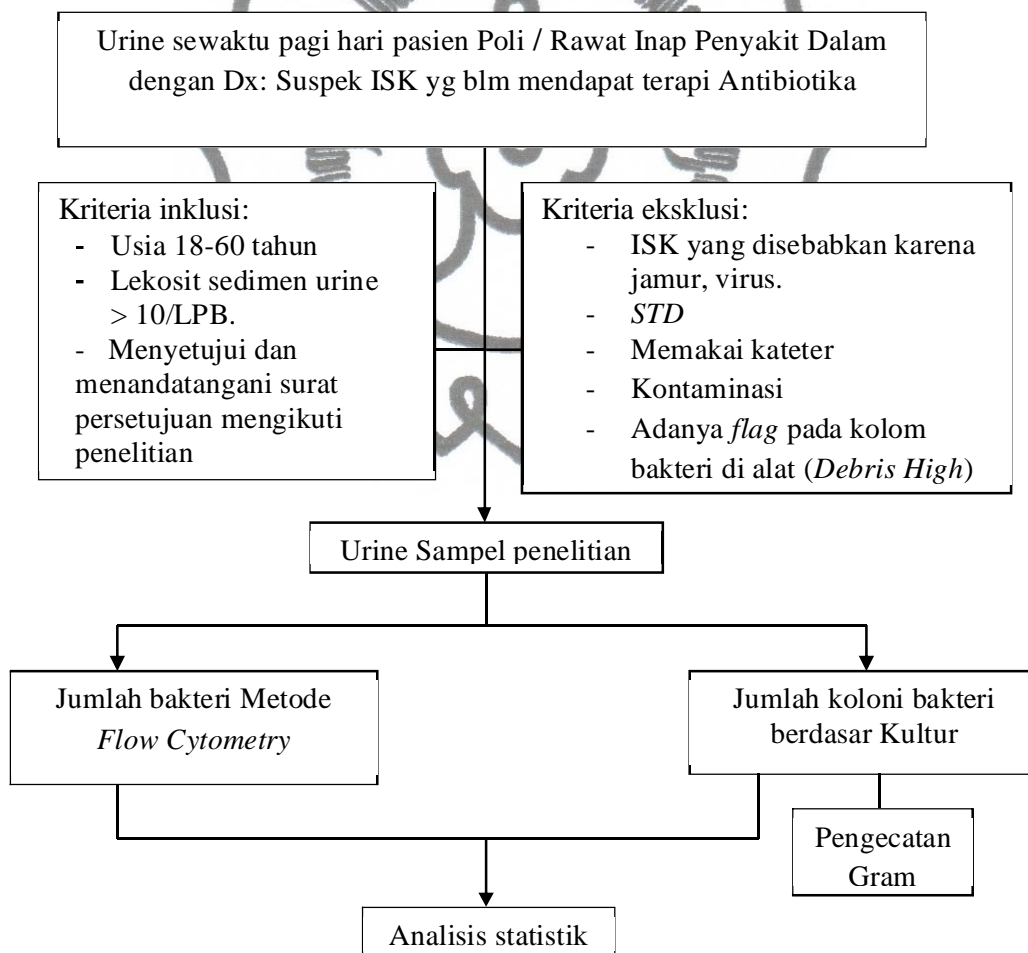 Urine sewaktu pagi hari pasien Poli / Rawat Inap Penyakit Dalam
dengan Dx: Suspek ISK yg blm mendapat terapi Antibiotika
Kriteria inklusi:
- Usia 18-60 tahun
- Lekosit sedimen urine
> 10/LPB.
- Menyetujui dan
menandatangani surat
persetujuan mengikuti
penelitian
Kriteria eksklusi:
- ISK yang disebabkan karena
jamur, virus.
- STD
- Memakai kateter
- Kontaminasi
- Adanya flag pada kolom
bakteri di alat (Debris High)
Urine Sampel penelitian
Jumlah bakteri Metode
Flow Cytometry
Jumlah koloni bakteri
berdasar Kultur
Pengecatan
Gram
Analisis statistik